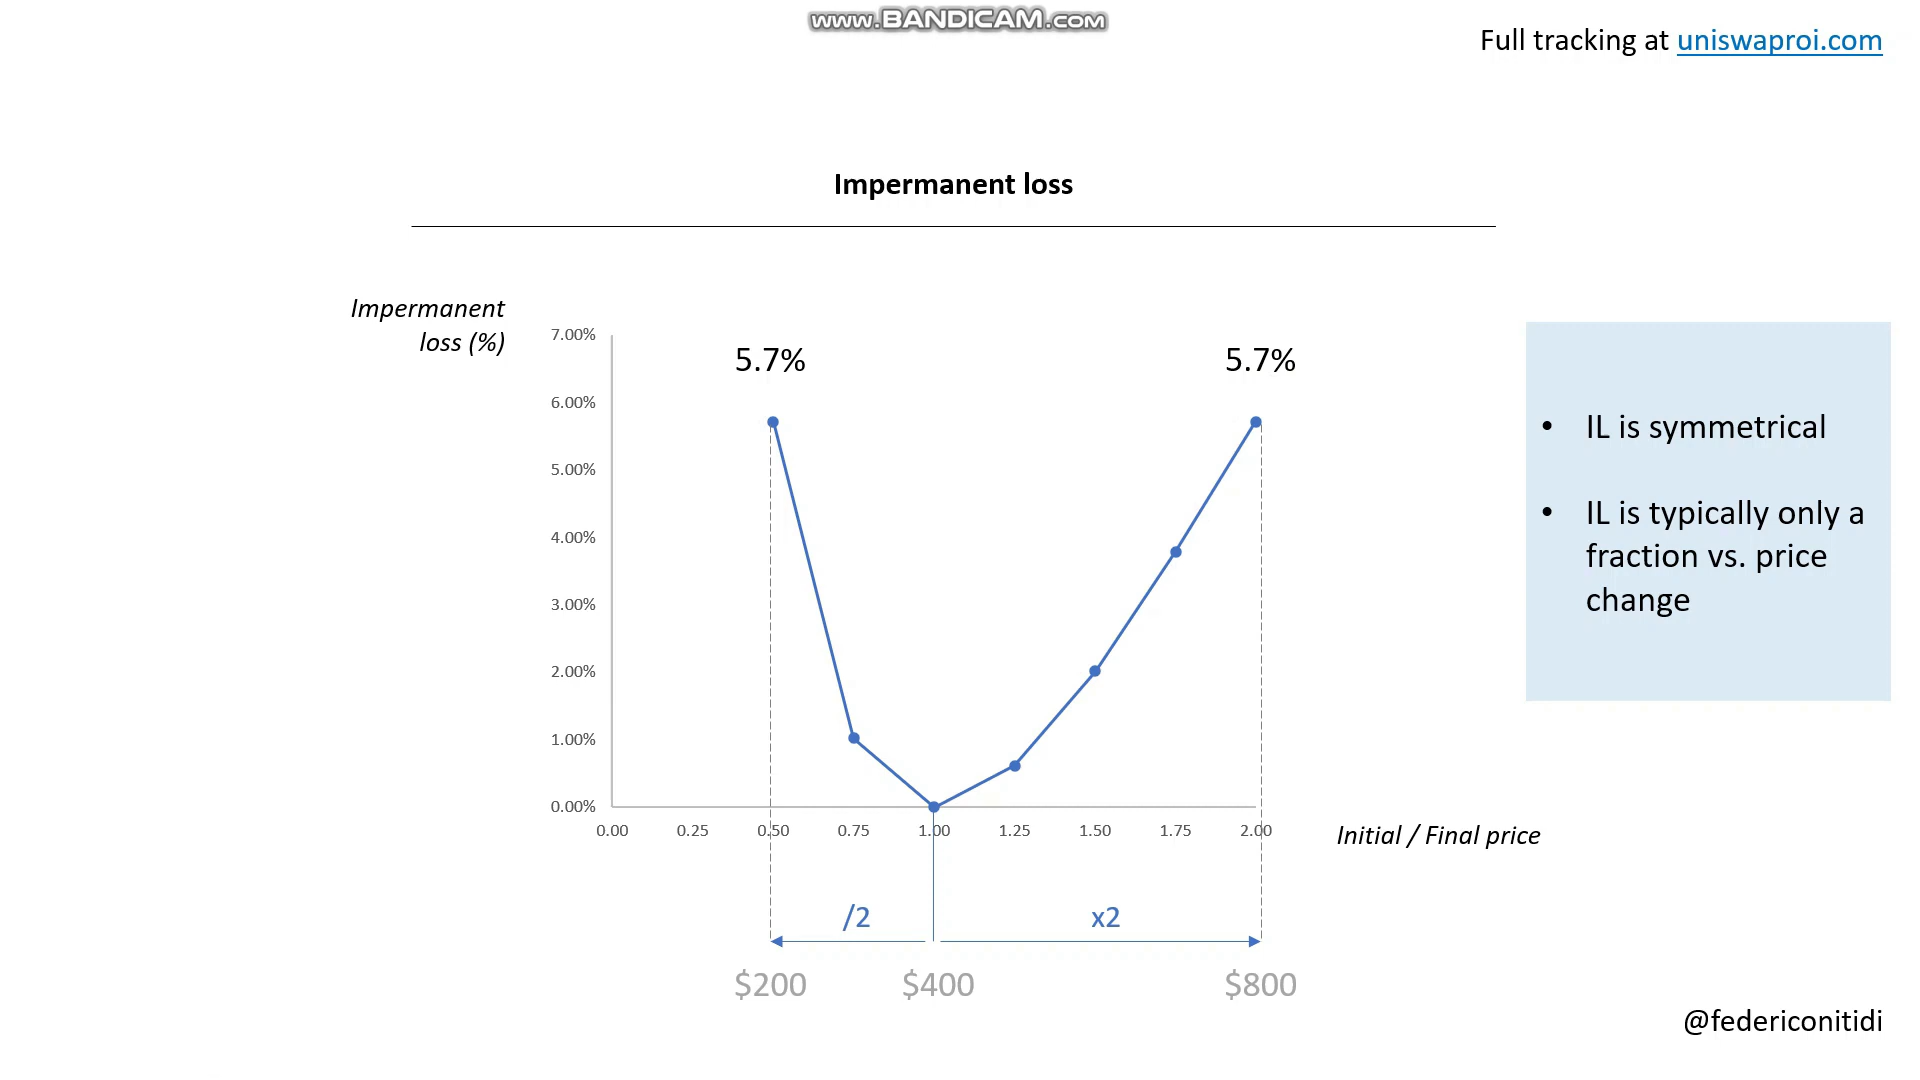 www.BANDICAM.com
Full tracking at uniswaproi.com
Impermanent loss
Impermanent
loss (%)
7.00%
6.00%
5.00%
4.00%
3.00%
2.00%
1.00%
0.00%
5.7%
5.7%
0.00 0.25 0.50 0.75 1.00 1.25 1.50 1.75 2.00
Initial / Final price
/2
x2
$200
$400
$800
• IL is symmetrical
• IL is typically only a
fraction vs. price
change
@federiconitidi